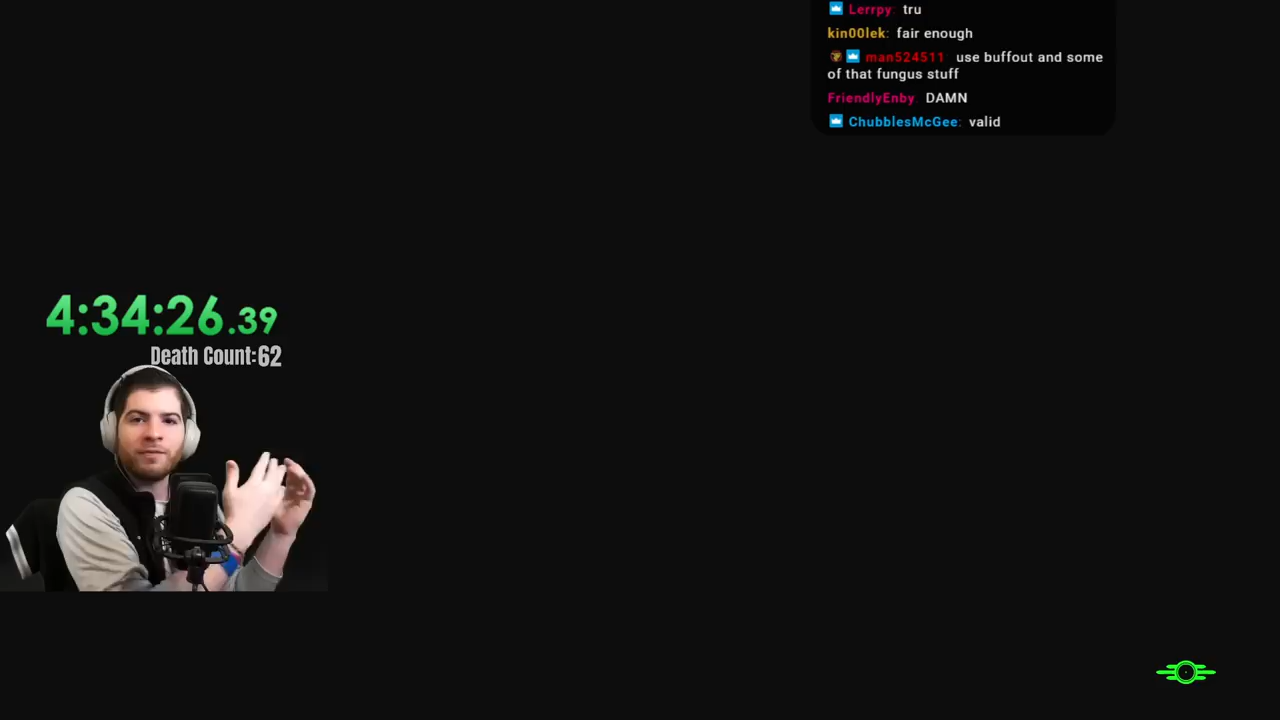 Lerrpy: tru
kin00lek: fair enough
man524511 use buffout and some
of that fungus stuff
FriendlyEnby: DAMN
ChubblesMcGee: valid
4:34:26.39
Death Count:62